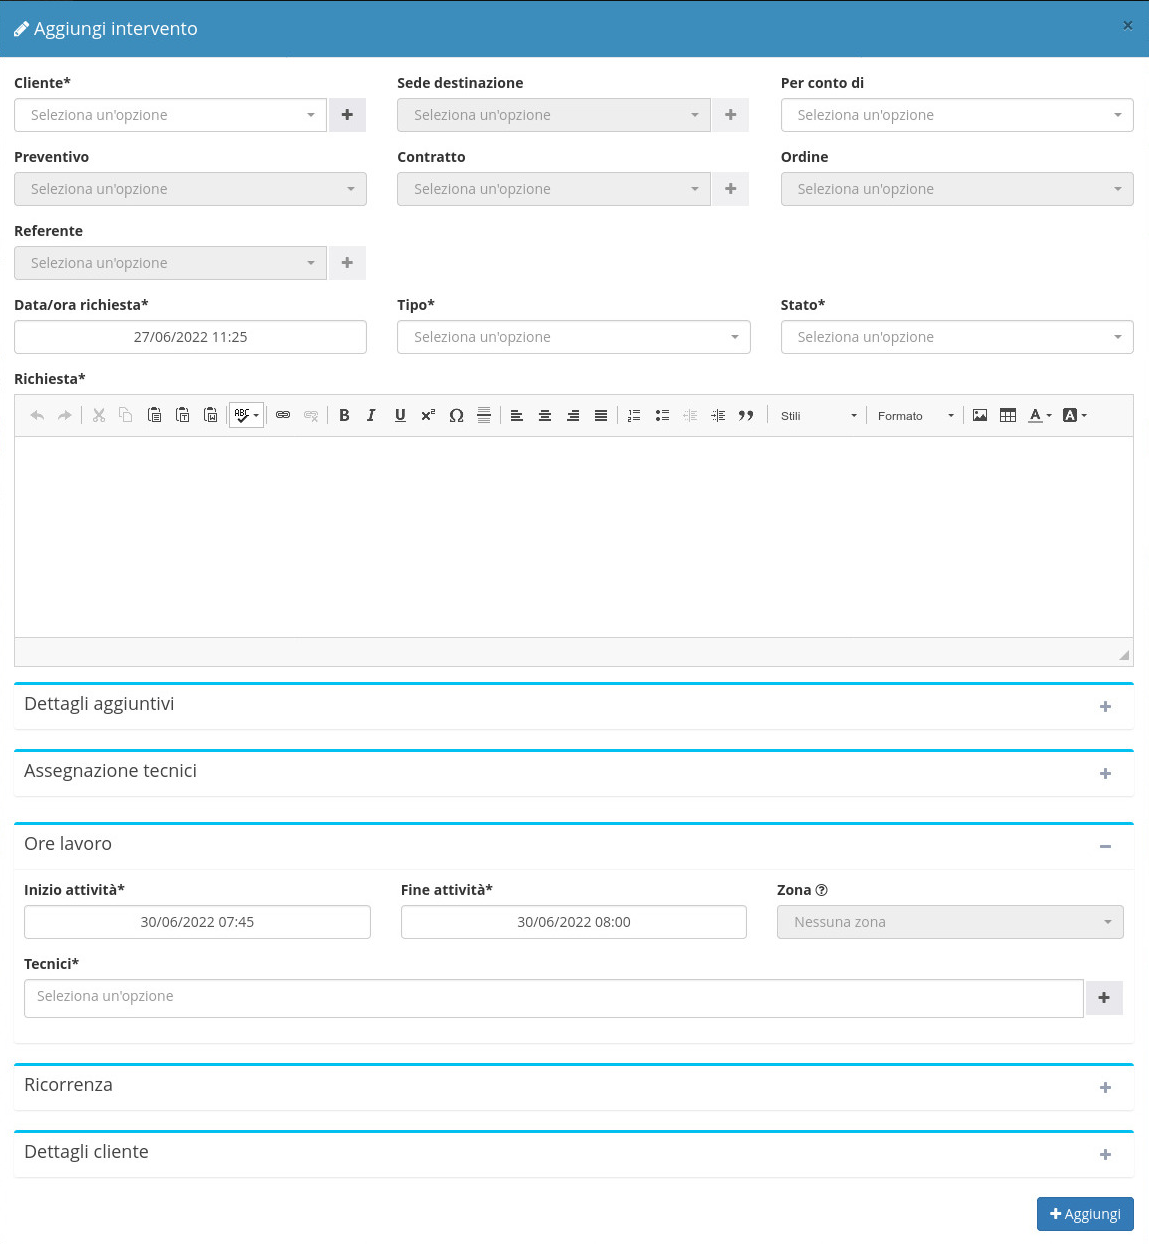 Aggiungi intervento ×
Cliente* Sede destinazione Per conto di
Seleziona un'opzione Seleziona un'opzione Seleziona un'opzione
Preventivo Contratto Ordine
Seleziona un'opzione Seleziona un'opzione Seleziona un'opzione
Referente
Seleziona un'opzione
Data/ora richiesta* Tipo* Stato*
27/06/2022 11:25 Seleziona un'opzione Seleziona un'opzione
Richiesta*
ABC B I U x² Ω Stili Formato A A
Dettagli aggiuntivi
Assegnazione tecnici
Ore lavoro
Inizio attività* Fine attività* Zona
30/06/2022 07:45 30/06/2022 08:00 Nessuna zona
Tecnici*
Seleziona un'opzione
Ricorrenza
Dettagli cliente
Aggiungi